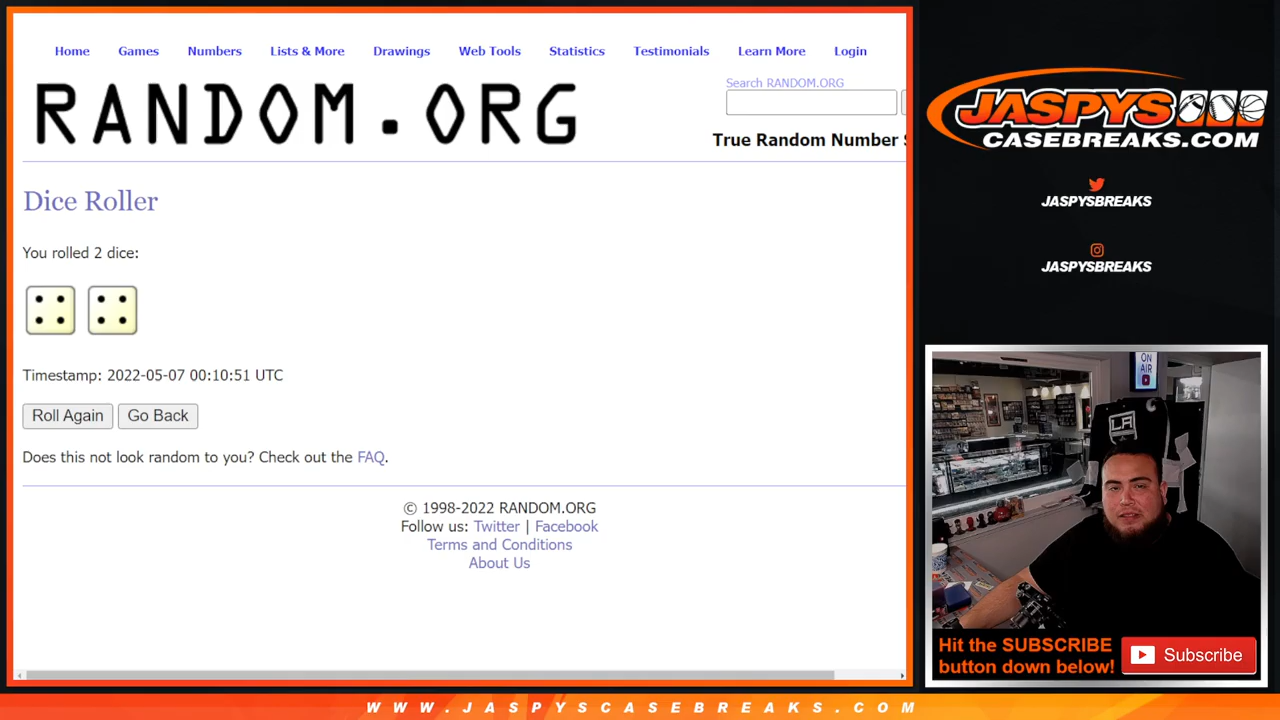 Home Games Numbers Lists & More Drawings Web Tools Statistics Testimonials Learn More Login
RANDOM.ORG
Search RANDOM.ORG
True Random Number S
Dice Roller
You rolled 2 dice:
Timestamp: 2022-05-07 00:10:51 UTC
Roll Again Go Back
Does this not look random to you? Check out the FAQ.
© 1998-2022 RANDOM.ORG
Follow us: Twitter | Facebook
Terms and Conditions
About Us
JASPYS
CASEBREAKS.COM
JASPYSBREAKS
JASPYSBREAKS
ON
AIR
LA
Hit the SUBSCRIBE
button down below!
Subscribe
WWW.JASPYSCASEBREAKS.COM